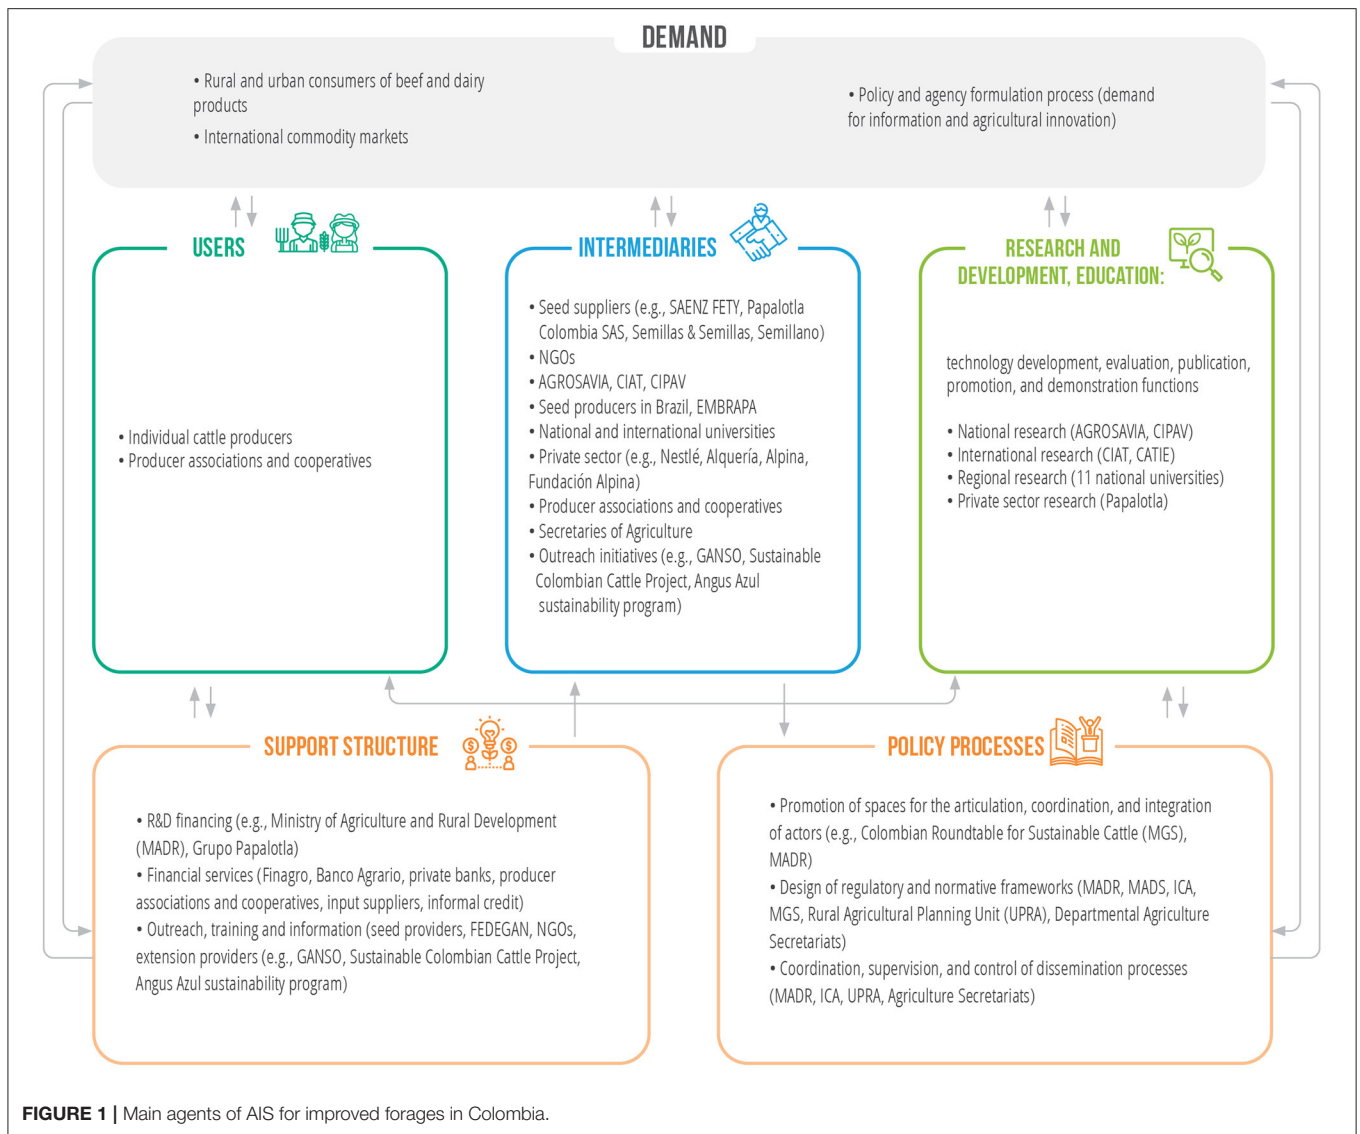 DEMAND
• Rural and urban consumers of beef and dairy
products
• International commodity markets
• Policy and agency formulation process (demand
for information and agricultural innovation)
USERS
• Individual cattle producers
• Producer associations and cooperatives
INTERMEDIARIES
• Seed suppliers (e.g., SAENZ FETY, Papalotla
Colombia SAS, Semillas & Semillas, Semillano)
• NGOs
• AGROSAVIA, CIAT, CIPAV
• Seed producers in Brazil, EMBRAPA
• National and international universities
• Private sector (e.g., Nestlé, Alquería, Alpina,
Fundación Alpina)
• Producer associations and cooperatives
• Secretaries of Agriculture
• Outreach initiatives (e.g., GANSO, Sustainable
Colombian Cattle Project, Angus Azul
sustainability program)
RESEARCH AND
DEVELOPMENT, EDUCATION:
technology development, evaluation, publication,
promotion, and demonstration functions
• National research (AGROSAVIA, CIPAV)
• International research (CIAT, CATIE)
• Regional research (11 national universities)
• Private sector research (Papalotla)
SUPPORT STRUCTURE
• R&D financing (e.g., Ministry of Agriculture and Rural Development
(MADR), Grupo Papalotla)
• Financial services (Finagro, Banco Agrario, private banks, producer
associations and cooperatives, input suppliers, informal credit)
• Outreach, training and information (seed providers, FEDEGAN, NGOs,
extension providers (e.g., GANSO, Sustainable Colombian Cattle Project,
Angus Azul sustainability program)
POLICY PROCESSES
• Promotion of spaces for the articulation, coordination, and integration
of actors (e.g., Colombian Roundtable for Sustainable Cattle (MGS),
MADR)
• Design of regulatory and normative frameworks (MADR, MADS, ICA,
MGS, Rural Agricultural Planning Unit (UPRA), Departmental Agriculture
Secretariats)
• Coordination, supervision, and control of dissemination processes
(MADR, ICA, UPRA, Agriculture Secretariats)
FIGURE 1 | Main agents of AIS for improved forages in Colombia.